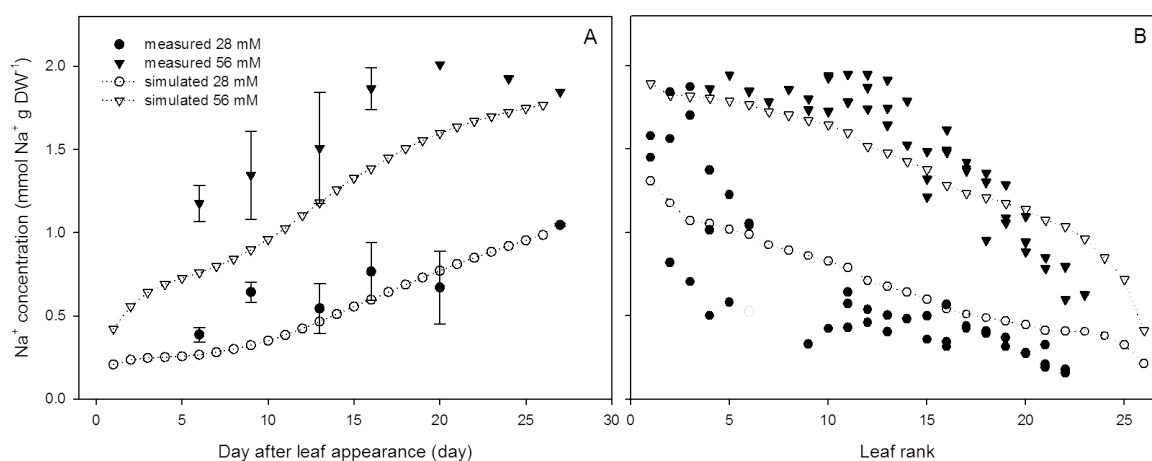 A
B
measured 28 mM
measured 56 mM
simulated 28 mM
simulated 56 mM
Na⁺ concentration (mmol Na⁺ g DW⁻¹)
2.0
1.5
1.0
0.5
0.0
0 5 10 15 20 25 30
0 5 10 15 20 25
Day after leaf appearance (day)
Leaf rank